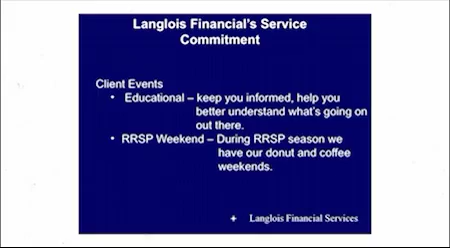 Langlois Financial's Service
Commitment
Client Events
• Educational – keep you informed, help you
better understand what's going on
out there.
• RRSP Weekend – During RRSP season we
have our donut and coffee
weekends.
+ Langlois Financial Services